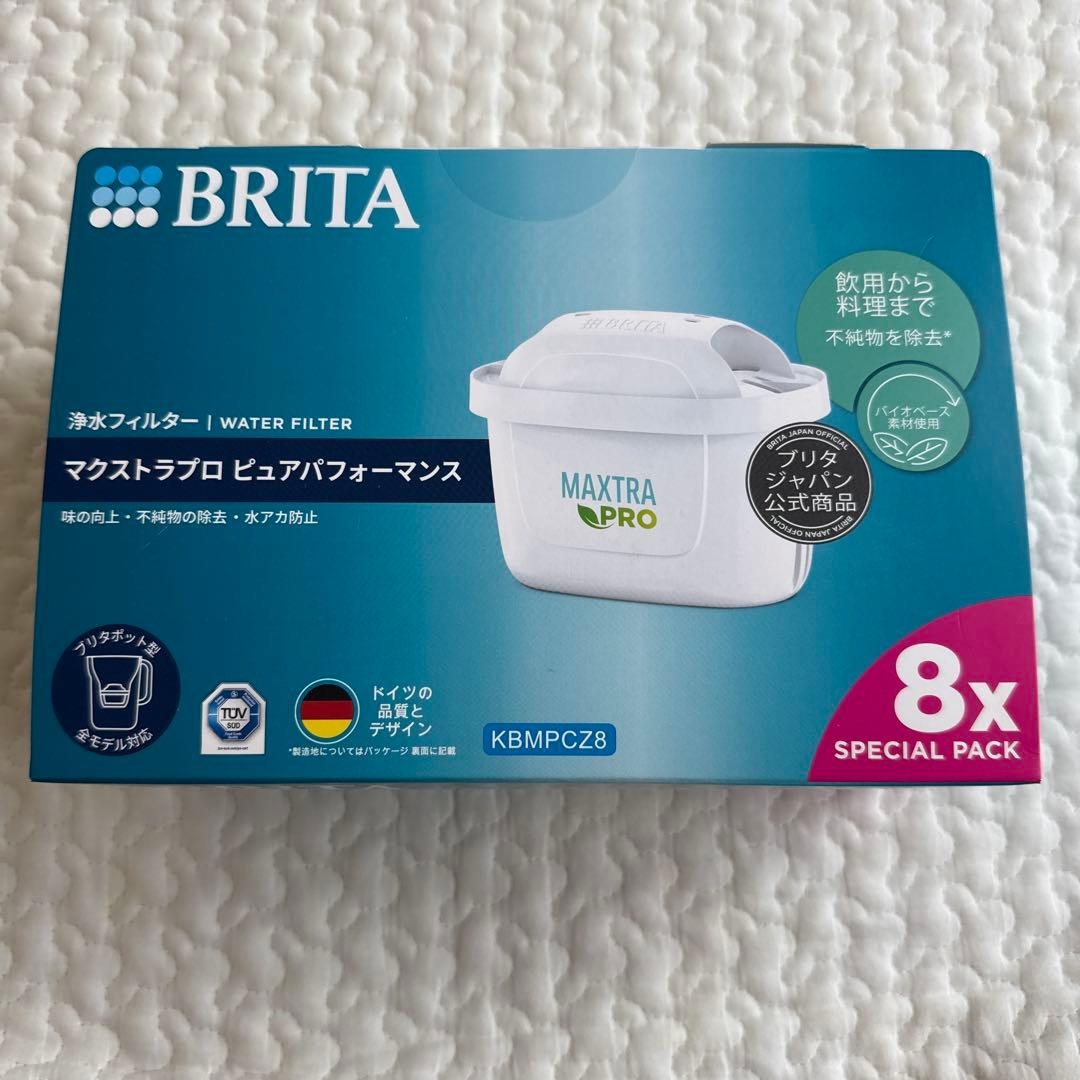 BRITA
飲用から
料理まで
不純物を除去*
バイオベース
素材使用
BRITA
浄水フィルター | WATER FILTER
マクストラプロ ピュアパフォーマンス
味の向上・不純物の除去・水アカ防止
MAXTRA
PRO
BRITA JAPAN OFFICIAL
ブリタ
ジャパン
公式商品
BRITA JAPAN OFFICIAL
ブリタポット型
全モデル対応
TÜV
SÜD
ドイツの
品質と
デザイン
*製造地についてはパッケージ裏面に記載
KBMPCZ8
8x
SPECIAL PACK